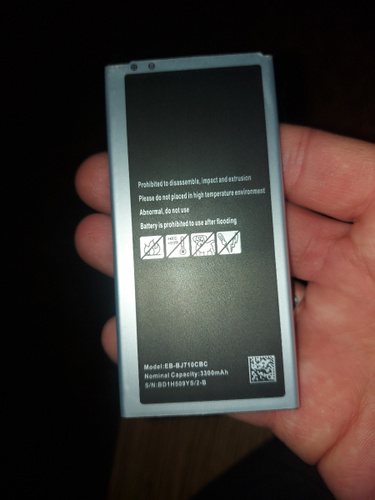 Prohibited to disassemble, impact and extrusion
Please do not placed in high temperature environment
Abnormal, do not use
Battery is prohibited to use after flooding
Model:EB-BJ710CBC
Nominal Capacity:3300mAh
S/N:BD1H509YS/2-B